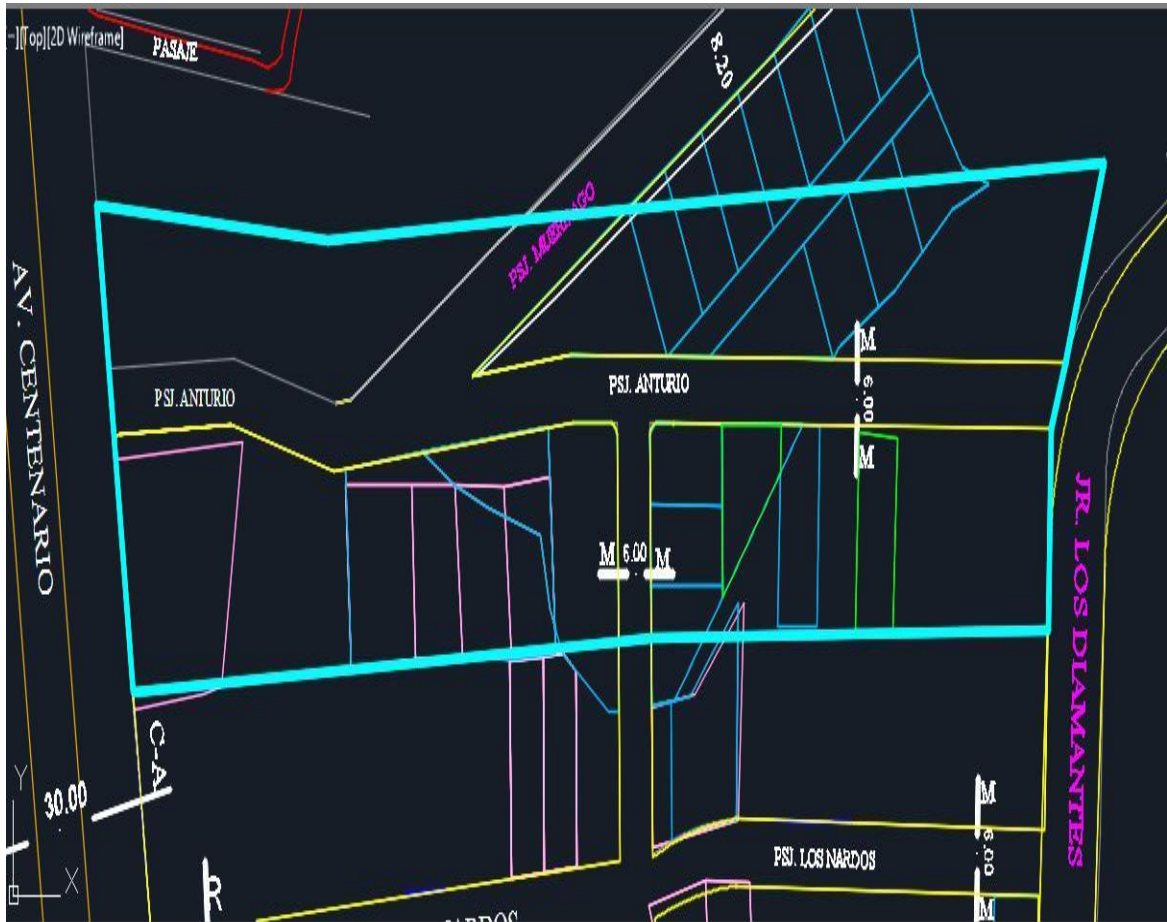 -][Top][2D Wireframe]
PASAJE
8.20
AV. CENTENARIO
PSJ. ANTURIO
PSJ. ANTURIO
M
6.00
M
M 6.00 M
JR. LOS DIAMANTES
C-A
30.00
Y
X
R
M
6.00
M
PSJ. LOS NARDOS
NARDOS